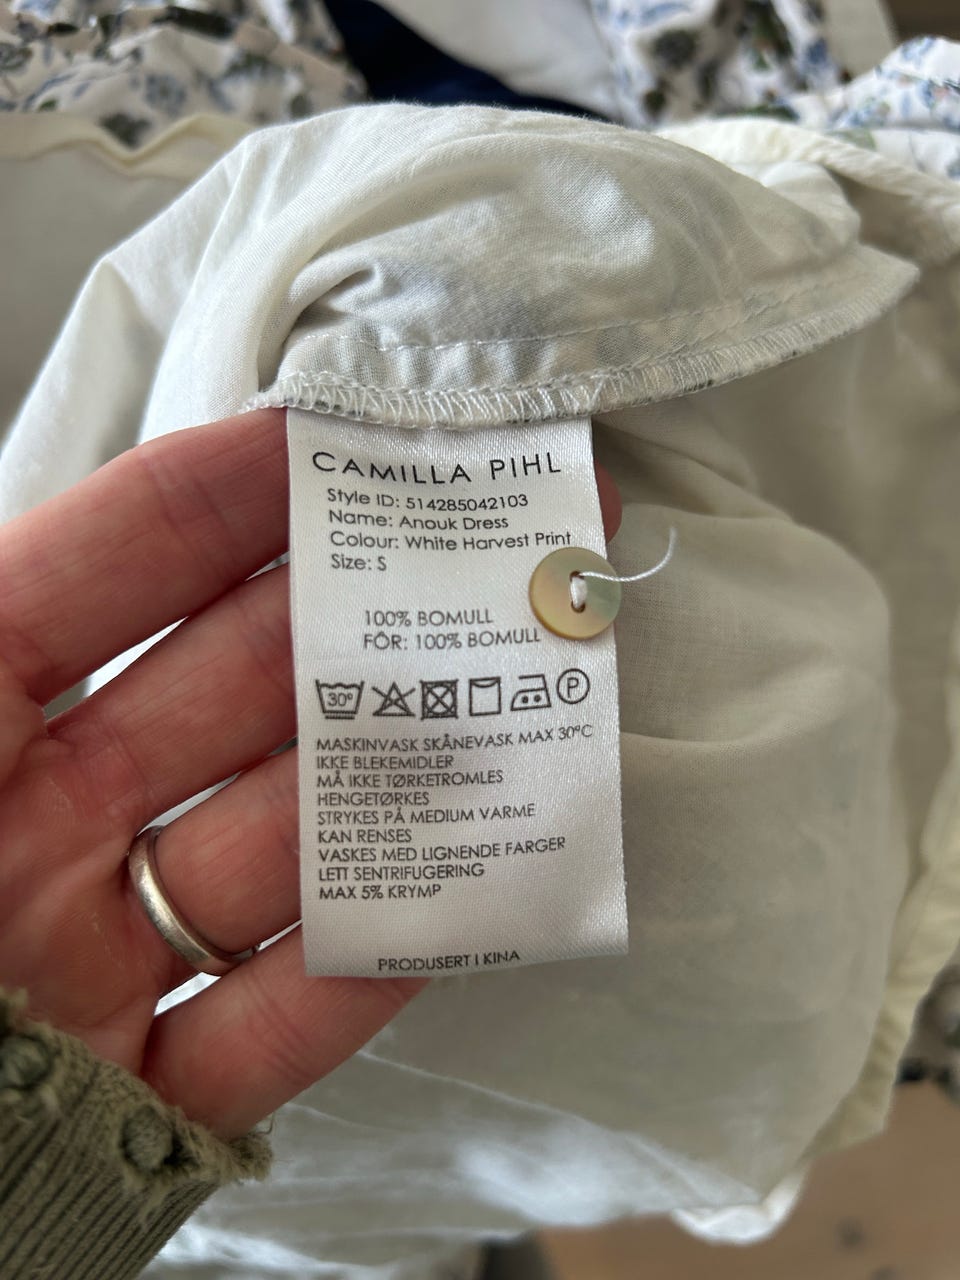 CAMILLA PIHL
Style ID: 514285042103
Name: Anouk Dress
Colour: White Harvest Print
Size: S
100% BOMULL
FÔR: 100% BOMULL
30° P
MASKINVASK SKÅNEVASK MAX 30°C
IKKE BLEKEMIDLER
MÅ IKKE TØRKETROMLES
HENGETØRKES
STRYKES PÅ MEDIUM VARME
KAN RENSES
VASKES MED LIGNENDE FARGER
LETT SENTRIFUGERING
MAX 5% KRYMP
PRODUSERT I KINA